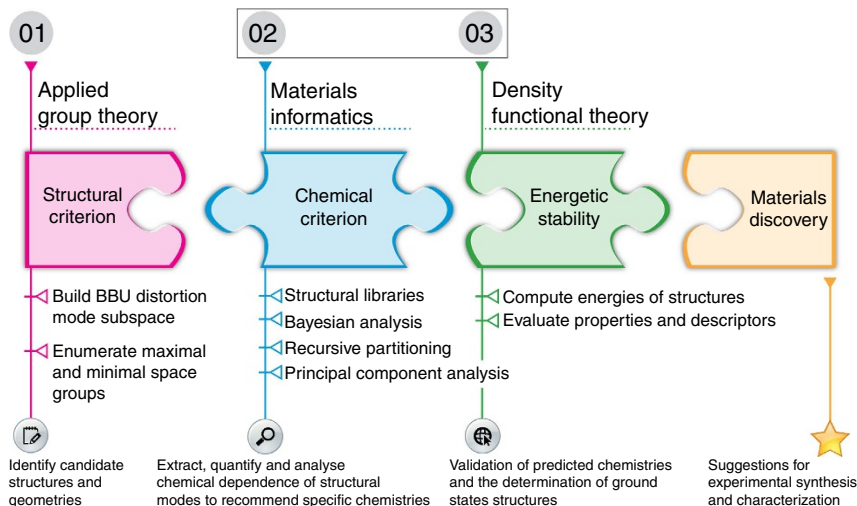 01
02
03
Applied
group theory
Materials
informatics
Density
functional theory
Structural
criterion
Chemical
criterion
Energetic
stability
Materials
discovery
Build BBU distortion
mode subspace
Enumerate maximal
and minimal space
groups
Structural libraries
Bayesian analysis
Recursive partitioning
Principal component analysis
Compute energies of structures
Evaluate properties and descriptors
Identify candidate
structures and
geometries
Extract, quantify and analyse
chemical dependence of structural
modes to recommend specific chemistries
Validation of predicted chemistries
and the determination of ground
states structures
Suggestions for
experimental synthesis
and characterization